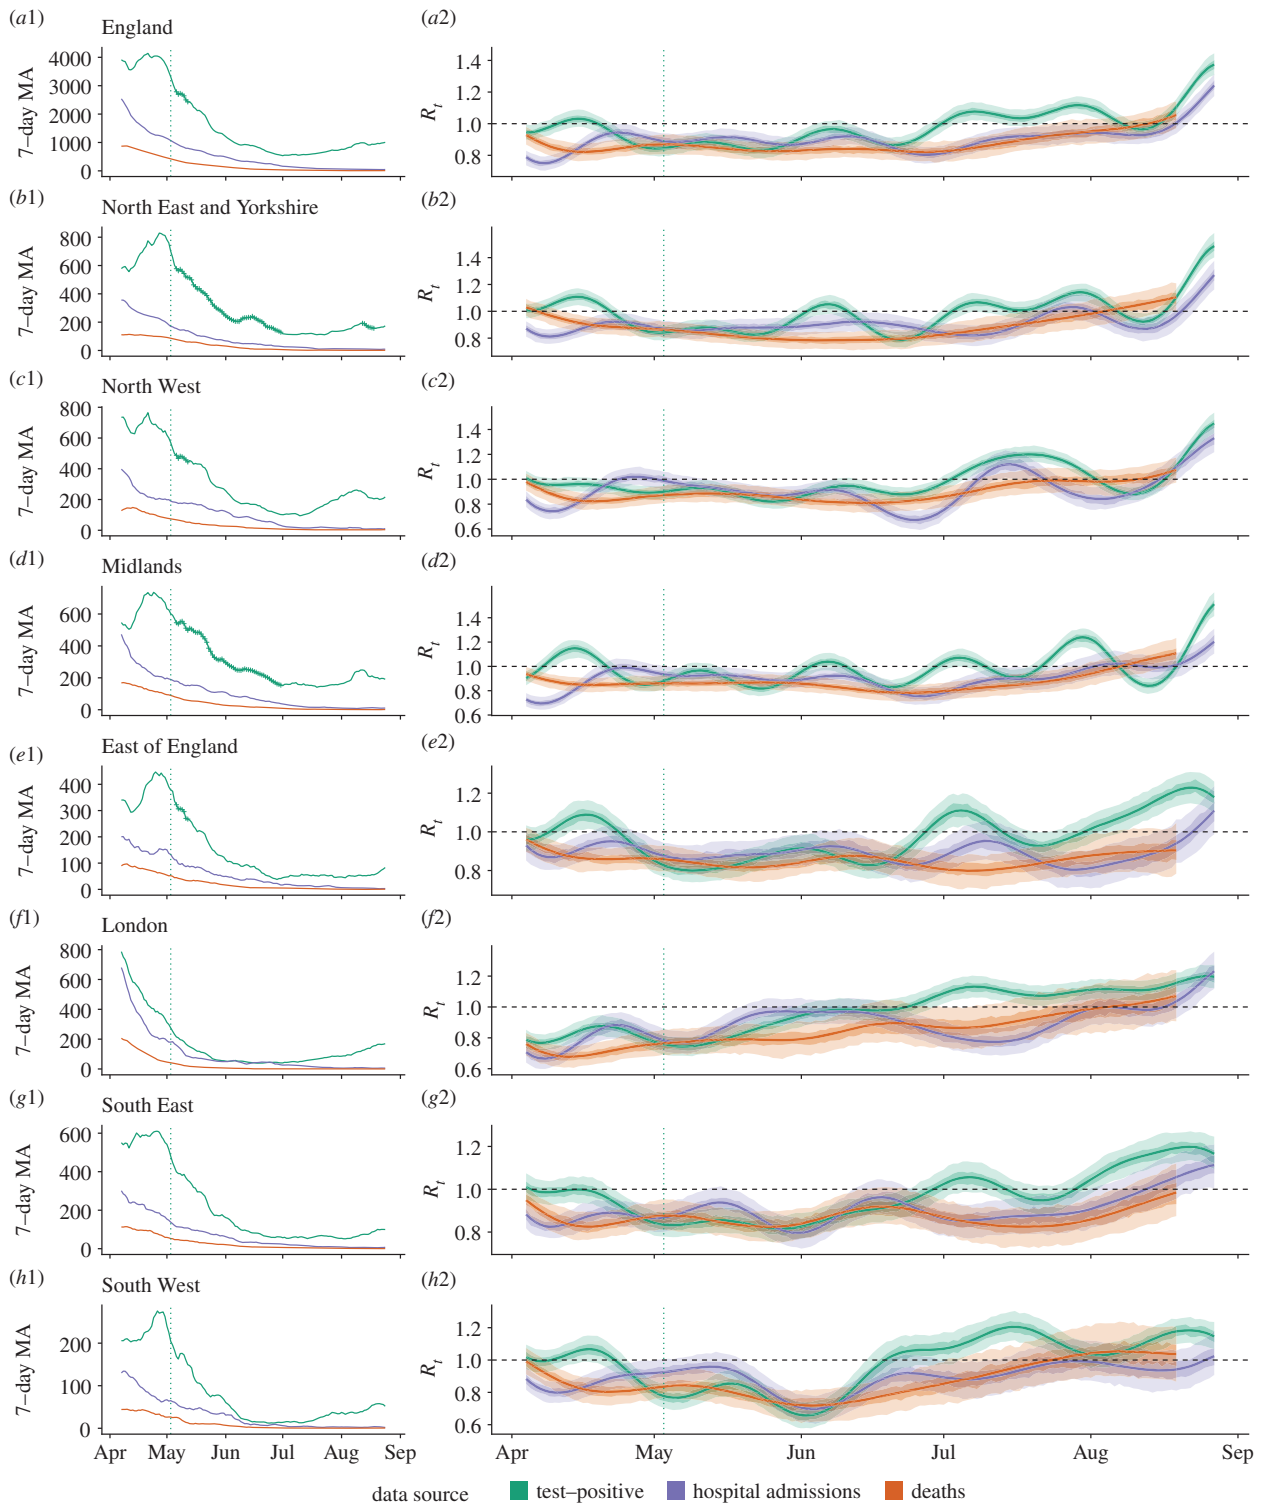 (a1)
England
(a2)
7–day MA
4000
3000
2000
1000
0
R_t
1.4
1.2
1.0
0.8
(b1)
North East and Yorkshire
(b2)
7–day MA
800
600
400
200
0
R_t
1.4
1.2
1.0
0.8
(c1)
North West
(c2)
7–day MA
800
600
400
200
0
R_t
1.4
1.2
1.0
0.8
0.6
(d1)
Midlands
(d2)
7–day MA
600
400
200
0
R_t
1.4
1.2
1.0
0.8
0.6
(e1)
East of England
(e2)
7–day MA
400
300
200
100
0
R_t
1.2
1.0
0.8
(f1)
London
(f2)
7–day MA
800
600
400
200
0
R_t
1.2
1.0
0.8
0.6
(g1)
South East
(g2)
7–day MA
600
400
200
0
R_t
1.2
1.0
0.8
(h1)
South West
(h2)
7–day MA
200
100
0
R_t
1.2
1.0
0.8
0.6
Apr May Jun Jul Aug Sep
Apr May Jun Jul Aug Sep
data source test–positive hospital admissions deaths